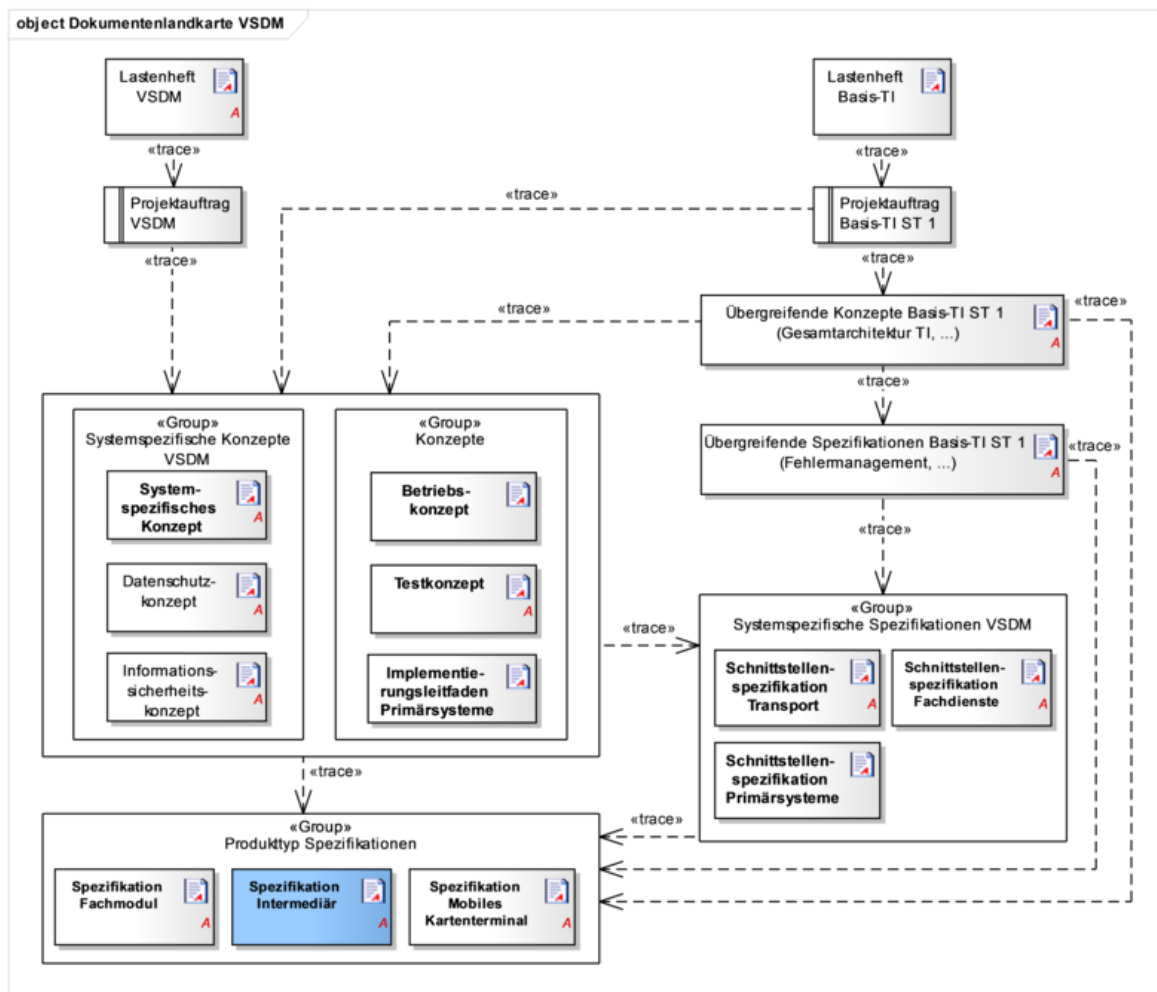 object Dokumentenlandkarte VSDM
Lastenheft
VSDM
A
Lastenheft
Basis-TI
«trace»
«trace»
Projektauftrag
VSDM
«trace»
Projektauftrag
Basis-TI ST 1
«trace»
«trace»
«trace»
Übergreifende Konzepte Basis-TI ST 1
(Gesamtarchitektur TI, ...)
A
«trace»
«trace»
Übergreifende Spezifikationen Basis-TI ST 1
(Fehlermanagement, ...)
A
«trace»
«trace»
«Group»
Systemspezifische Konzepte
VSDM
System-
spezifisches
Konzept
A
Datenschutz-
konzept
A
Informations-
sicherheits-
konzept
A
«Group»
Konzepte
Betriebs-
konzept
Testkonzept
A
Implementie-
rungsleitfaden
Primärsysteme
«trace»
«Group»
Systemspezifische Spezifikationen VSDM
Schnittstellen-
spezifikation
Transport
A
Schnittstellen-
spezifikation
Fachdienste
A
Schnittstellen-
spezifikation
Primärsysteme
«trace»
«trace»
«Group»
Produkttyp Spezifikationen
Spezifikation
Fachmodul
A
Spezifikation
Intermediär
A
Spezifikation
Mobiles
Kartenterminal
A